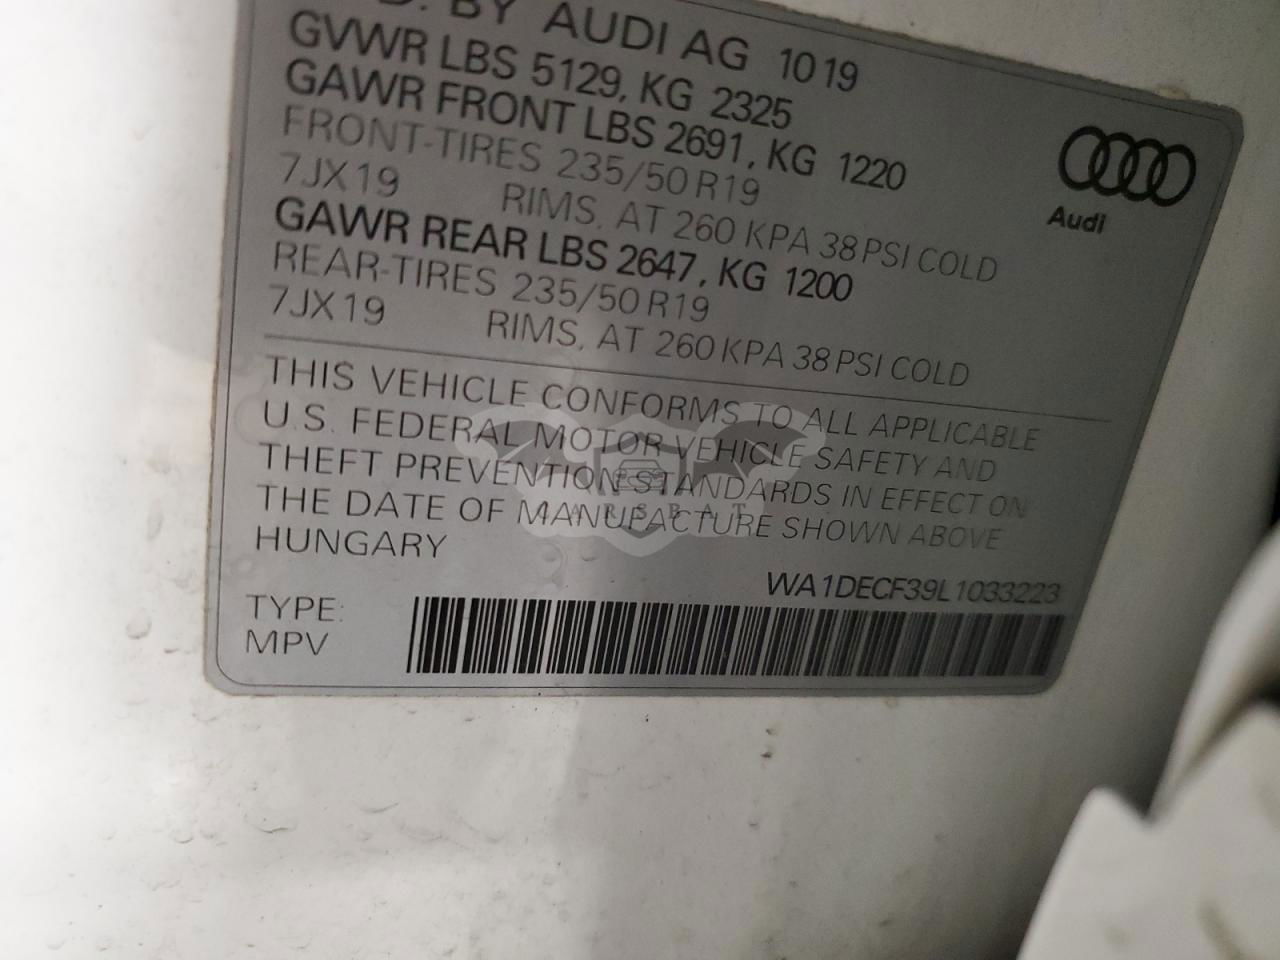 BY AUDI AG 10 19
GVWR LBS 5129, KG 2325
GAWR FRONT LBS 2691, KG 1220
FRONT-TIRES 235/50 R19
7JX19 RIMS, AT 260 KPA 38 PSI COLD
GAWR REAR LBS 2647, KG 1200
REAR-TIRES 235/50 R19
7JX19 RIMS, AT 260 KPA 38 PSI COLD
Audi
THIS VEHICLE CONFORMS TO ALL APPLICABLE
U.S. FEDERAL MOTOR VEHICLE SAFETY AND
THEFT PREVENTION STANDARDS IN EFFECT ON
THE DATE OF MANUFACTURE SHOWN ABOVE
HUNGARY
WA1DECF39L1033223
TYPE:
MPV